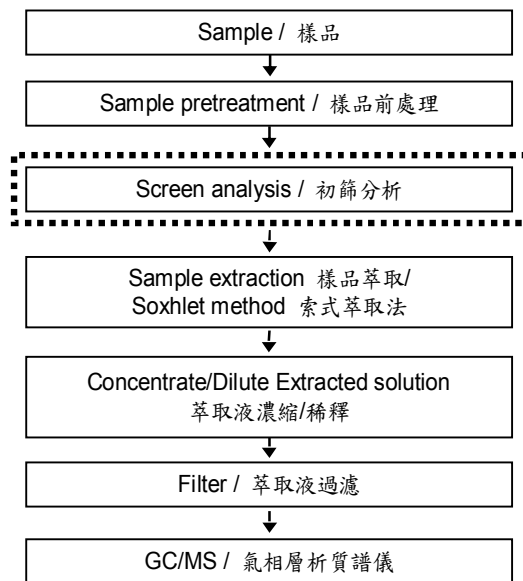 Sample / 樣品
Sample pretreatment / 樣品前處理
Screen analysis / 初篩分析
Sample extraction 樣品萃取/
Soxhlet method 索式萃取法
Concentrate/Dilute Extracted solution
萃取液濃縮/稀釋
Filter / 萃取液過濾
GC/MS / 氣相層析質譜儀